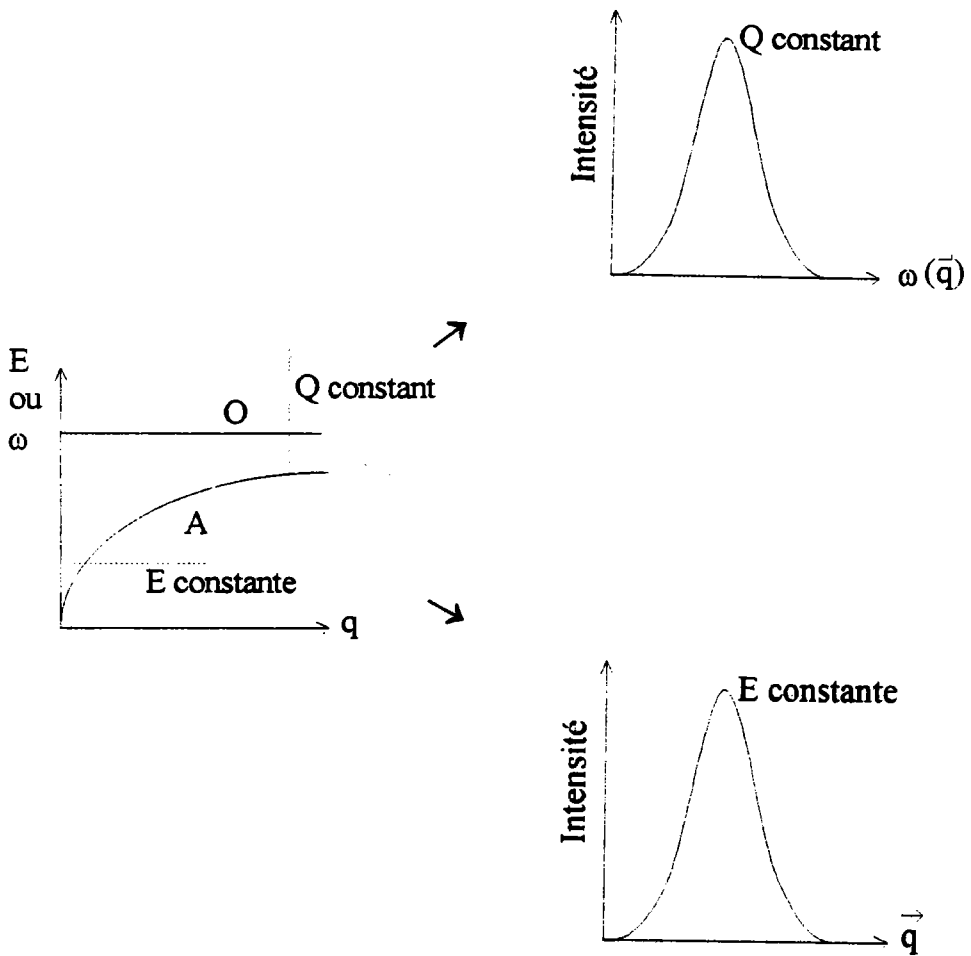 Q constant
Intensité
ω (q⃗)
E
ou
ω
Q constant
O
A
E constante
q
E constante
Intensité
q⃗